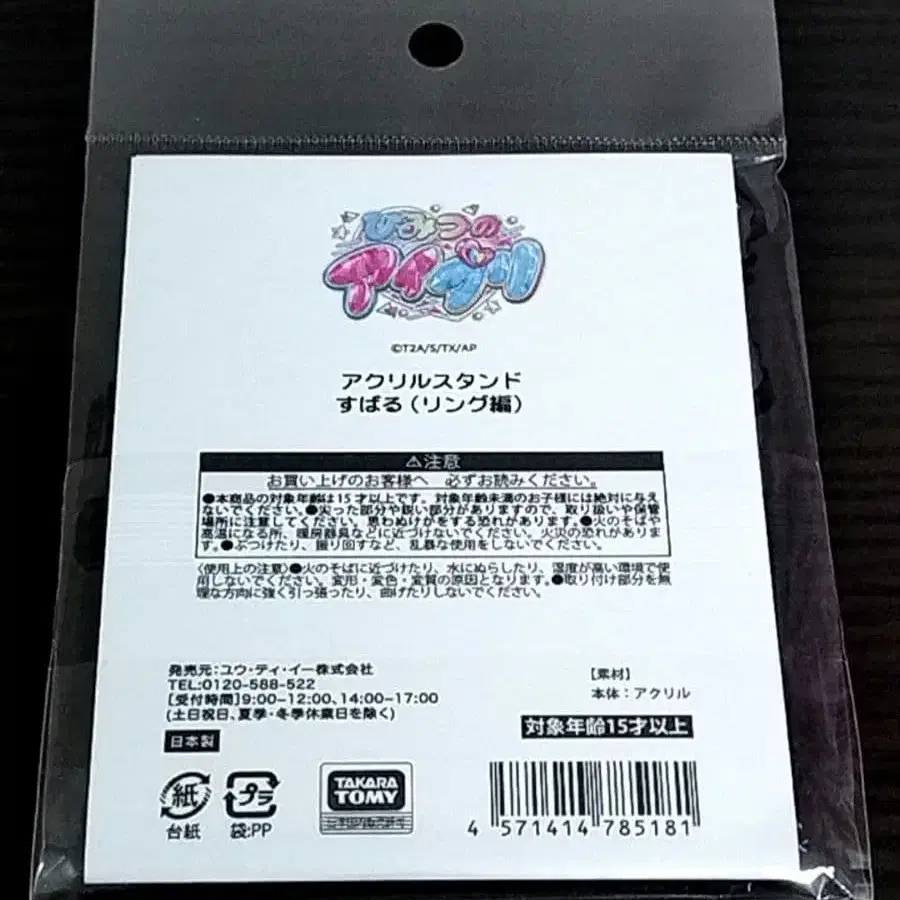 ひみつの
アイプリ
©T2A/S/TX/AP
アクリルスタンド
すばる（リング編）
⚠注意
お買い上げのお客様へ 必ずお読みください。
●本商品の対象年齢は15才以上です。対象年齢未満のお子様には絶対に与え
ないでください。●尖った部分や鋭い部分がありますので、取り扱いや保管
場所に注意してください。思わぬけがをする恐れがあります。●火のそばや
高温になる所、暖房器具などに近づけないでください。火災の恐れがありま
す。●ぶつけたり、振り回すなど、乱暴な使用をしないでください。
〈使用上の注意〉●火のそばに近づけたり、水にぬらしたり、湿度が高い環境で使
用しないでください。変形・変色・変質の原因となります。●取り付け部分を無
理な方向に強く引っ張ったり、曲げたりしないでください。
発売元：ユウ・ティ・イー株式会社
TEL:0120-588-522
[受付時間]9:00-12:00、14:00-17:00
(土日祝日、夏季・冬季休業日を除く)
日本製
【素材】
本体：アクリル
対象年齢15才以上
紙
台紙
プラ
袋:PP
TAKARA
TOMY
4 571414 785181